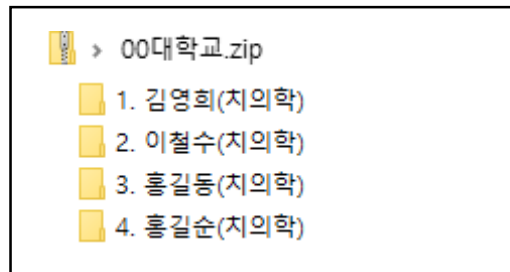 > 00대학교.zip
1. 김영희(치의학)
2. 이철수(치의학)
3. 홍길동(치의학)
4. 홍길순(치의학)